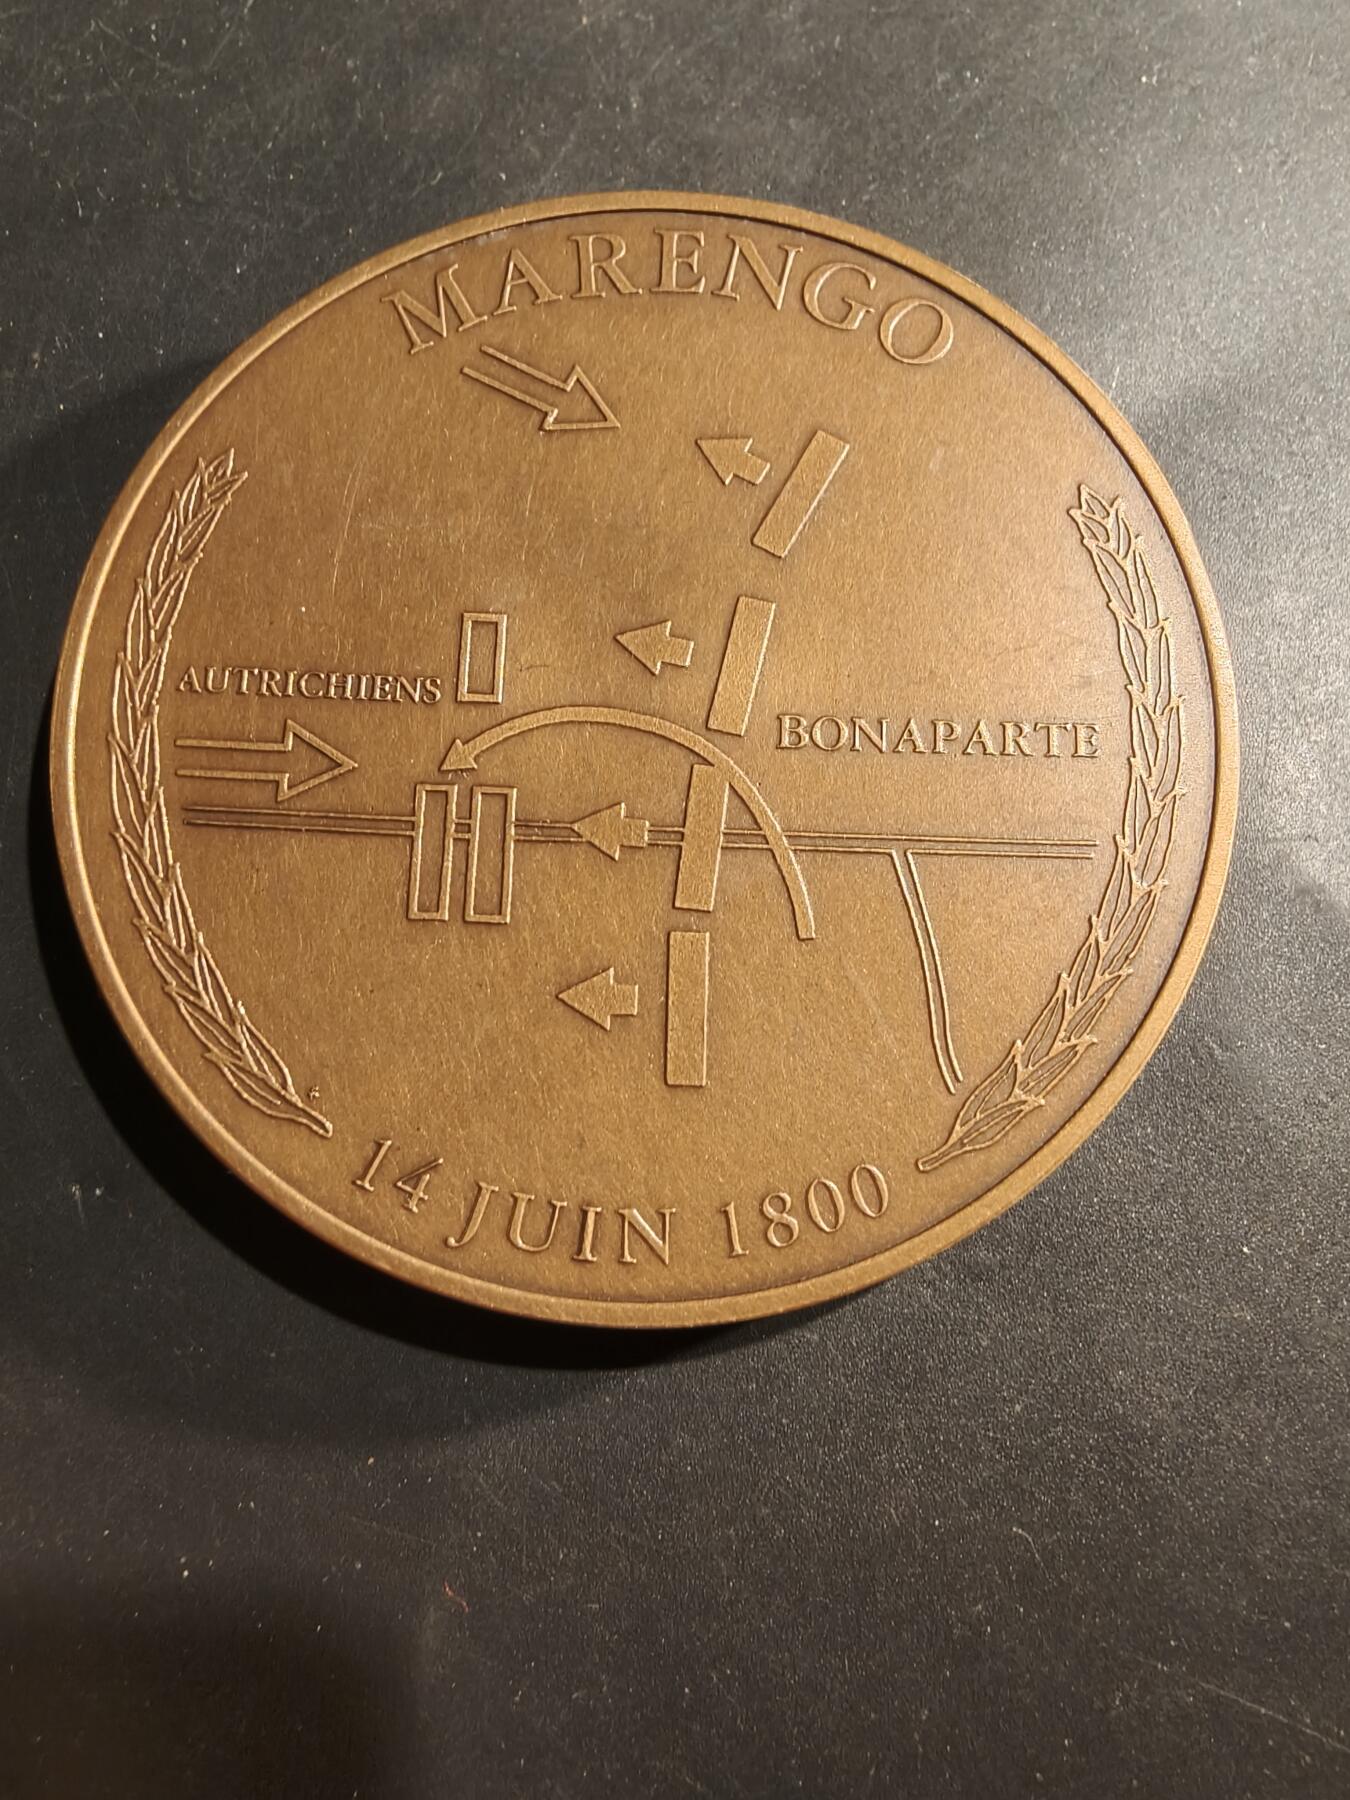 MARENGO
AUTRICHIENS
BONAPARTE
14 JUIN 1800